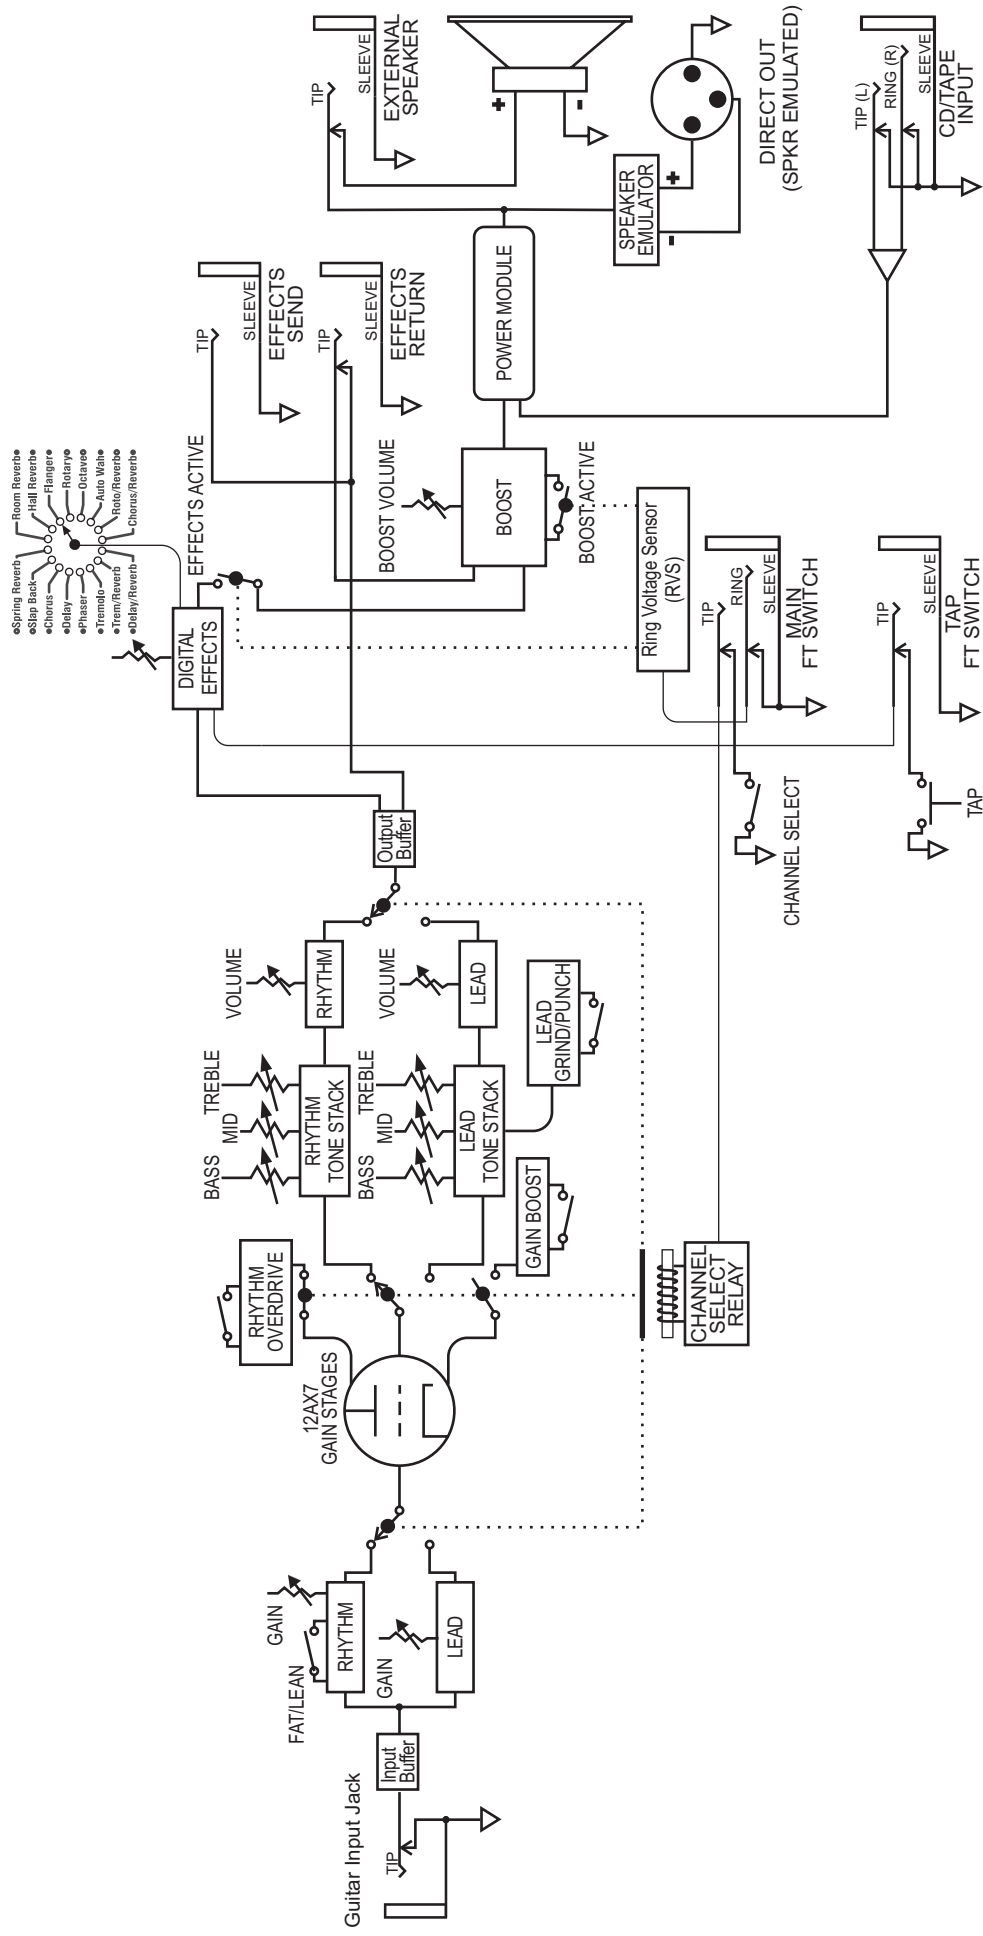 Guitar Input Jack
TIP
Input
Buffer
FAT/LEAN
GAIN
RHYTHM
GAIN
LEAD
12AX7
GAIN STAGES
RHYTHM
OVERDRIVE
GAIN BOOST
BASS
MID
TREBLE
RHYTHM
TONE STACK
BASS
MID
TREBLE
LEAD
TONE STACK
LEAD
GRIND/PUNCH
VOLUME
RHYTHM
VOLUME
LEAD
CHANNEL
SELECT
RELAY
Output
Buffer
DIGITAL
EFFECTS
Spring Reverb
Slap Back
Chorus
Delay
Phaser
Tremolo
Trem/Reverb
Delay/Reverb
Room Reverb
Hall Reverb
Flanger
Rotary
Octave
Auto Wah
Roto/Reverb
Chorus/Reverb
EFFECTS ACTIVE
TIP
SLEEVE
EFFECTS
SEND
TIP
SLEEVE
EFFECTS
RETURN
BOOST VOLUME
BOOST
BOOST ACTIVE
Ring Voltage Sensor
(RVS)
TIP
RING
SLEEVE
MAIN
FT SWITCH
CHANNEL SELECT
TIP
SLEEVE
TAP
FT SWITCH
TAP
POWER MODULE
TIP
SLEEVE
EXTERNAL
SPEAKER
+
-
SPEAKER
EMULATOR
+
-
DIRECT OUT
(SPKR EMULATED)
TIP (L)
RING (R)
SLEEVE
CD/TAPE
INPUT